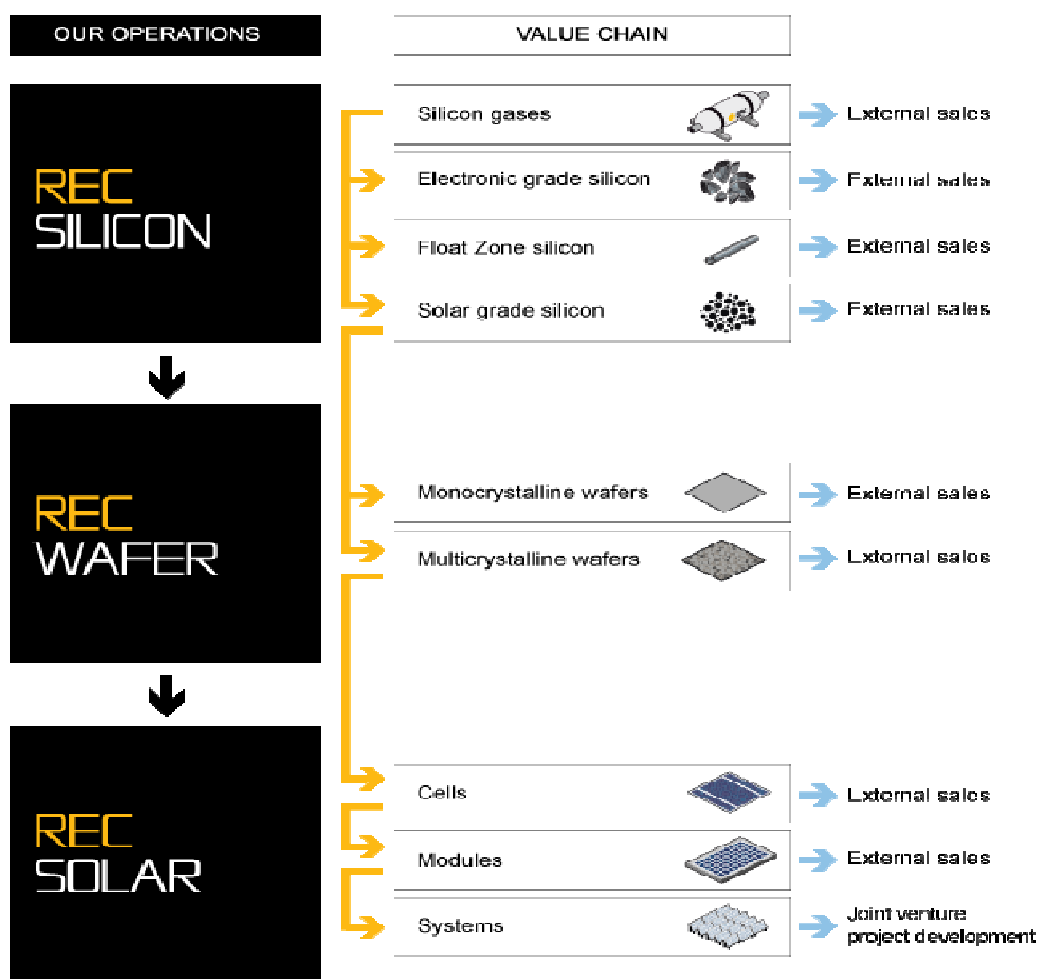 OUR OPERATIONS
VALUE CHAIN
REC
SILICON
Silicon gases
External sales
Electronic grade silicon
External sales
Float Zone silicon
External sales
Solar grade silicon
External sales
REC
WAFER
Monocrystalline wafers
External sales
Multicrystalline wafers
External sales
REC
SOLAR
Cells
External sales
Modules
External sales
Systems
Joint venture
project development